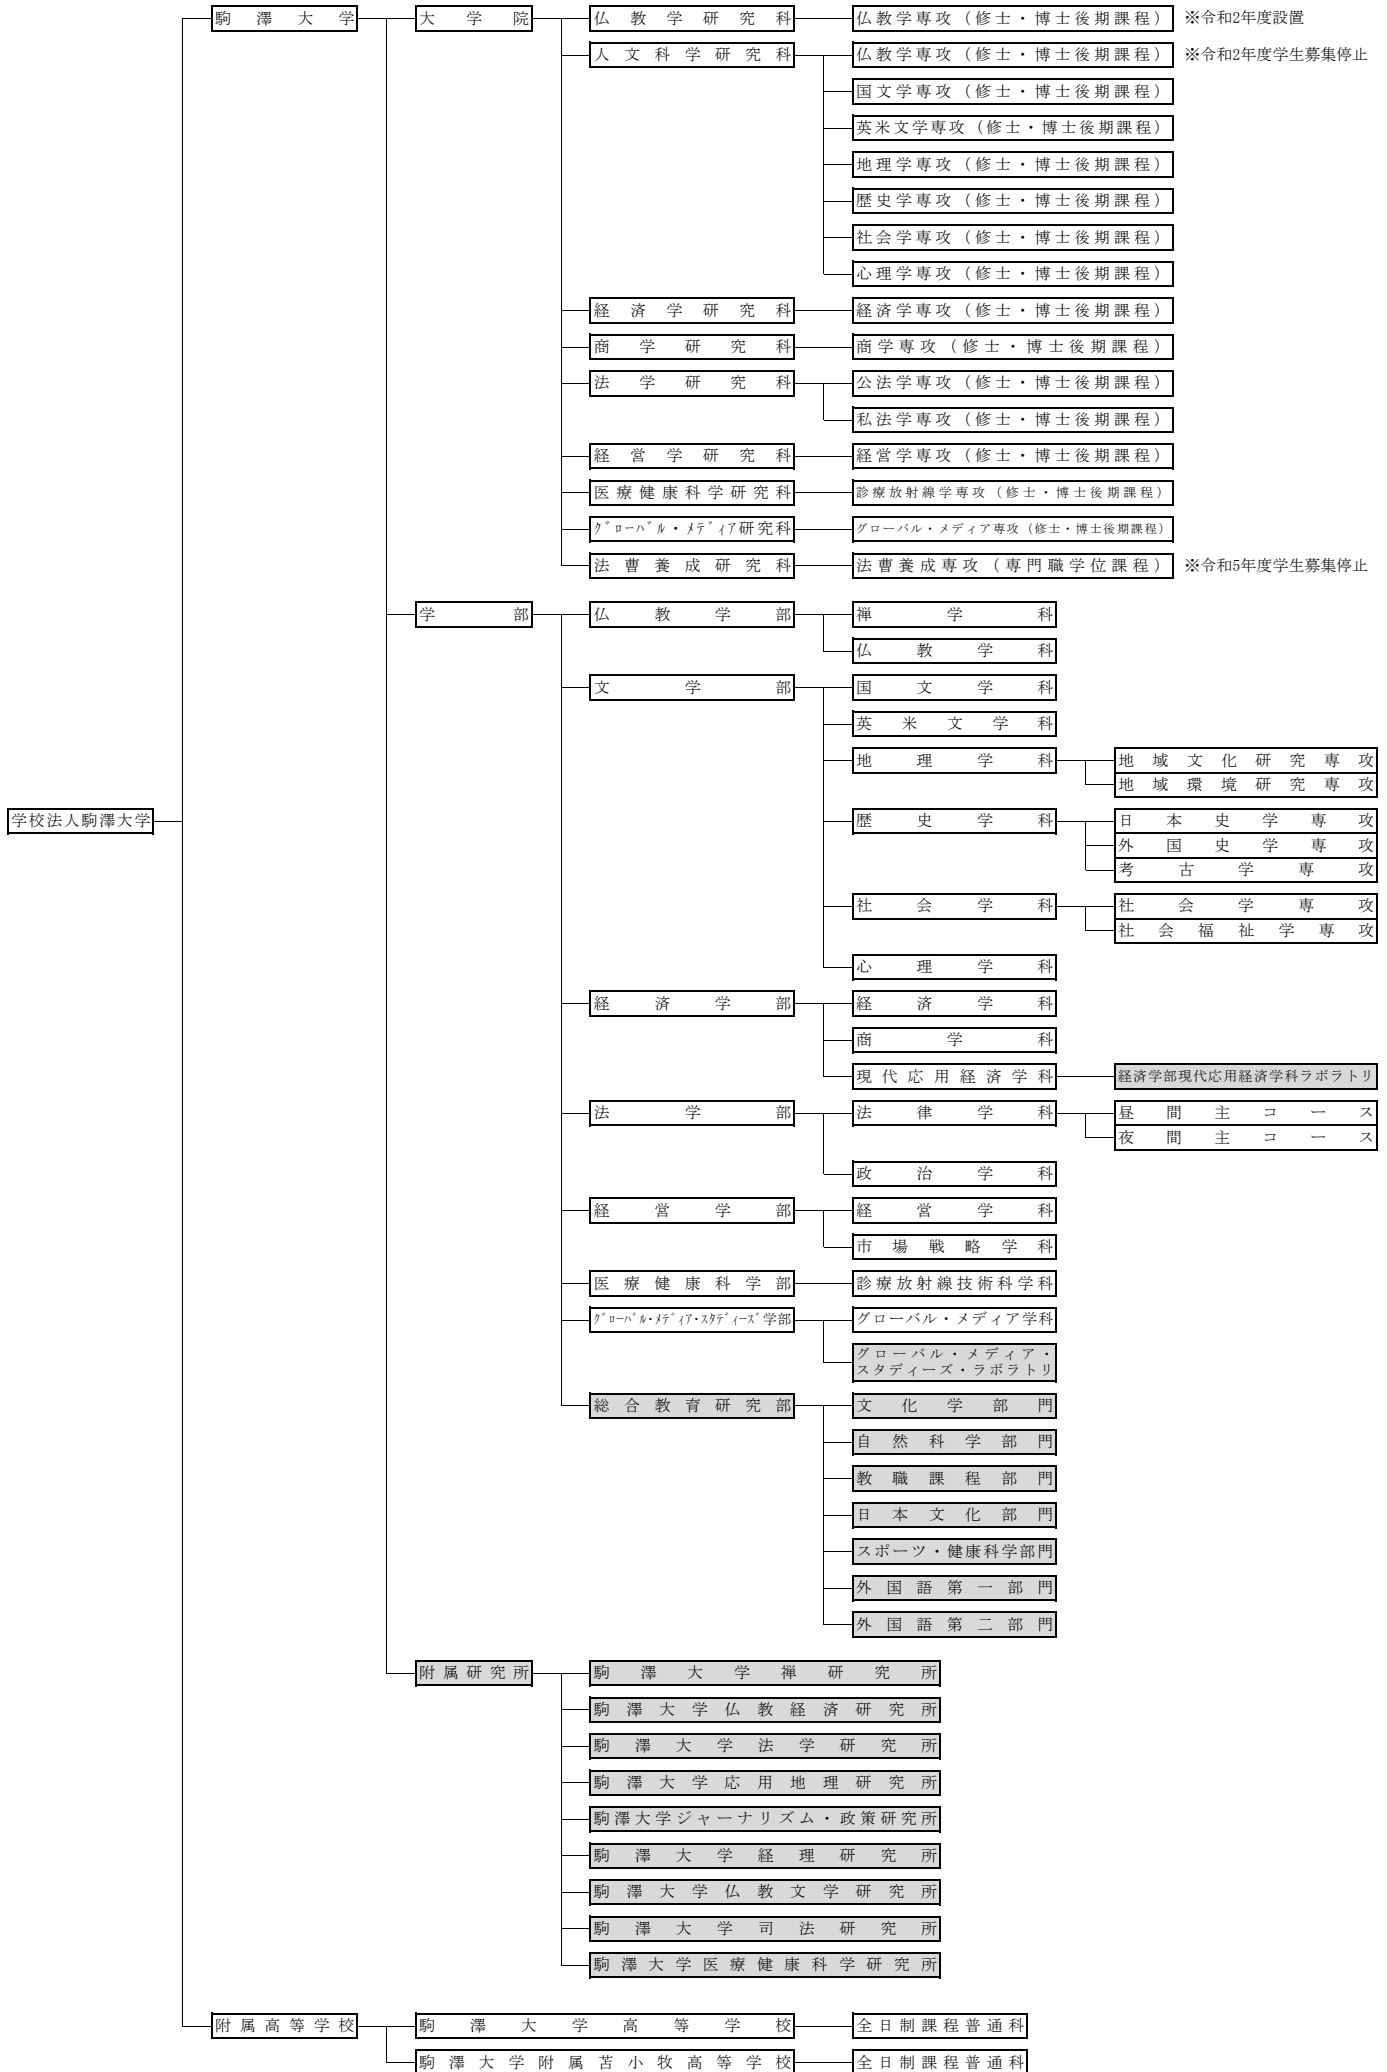 駒澤大学 大学院 仏教学研究科 仏教学専攻（修士・博士後期課程） ※令和2年度設置
人文科学研究科 仏教学専攻（修士・博士後期課程） ※令和2年度学生募集停止
国文学専攻（修士・博士後期課程）
英米文学専攻（修士・博士後期課程）
地理学専攻（修士・博士後期課程）
歴史学専攻（修士・博士後期課程）
社会学専攻（修士・博士後期課程）
心理学専攻（修士・博士後期課程）
経済学研究科 経済学専攻（修士・博士後期課程）
商学研究科 商学専攻（修士・博士後期課程）
法学研究科 公法学専攻（修士・博士後期課程）
私法学専攻（修士・博士後期課程）
経営学研究科 経営学専攻（修士・博士後期課程）
医療健康科学研究科 診療放射線学専攻（修士・博士後期課程）
ｸﾞﾛｰﾊﾞﾙ・ﾒﾃﾞｨｱ研究科 グローバル・メディア専攻（修士・博士後期課程）
法曹養成研究科 法曹養成専攻（専門職学位課程） ※令和5年度学生募集停止
学部 仏教学部 禅学科
仏教学科
文学部 国文学科
英米文学科
地理学科 地域文化研究専攻
地域環境研究専攻
学校法人駒澤大学 歴史学科 日本史学専攻
外国史学専攻
考古学専攻
社会学科 社会学専攻
社会福祉学専攻
心理学科
経済学部 経済学科
商学科
現代応用経済学科 経済学部現代応用経済学科ラボラトリ
法学部 法律学科 昼間主コース
夜間主コース
政治学科
経営学部 経営学科
市場戦略学科
医療健康科学部 診療放射線技術科学科
ｸﾞﾛｰﾊﾞﾙ・ﾒﾃﾞｨｱ・ｽﾀﾃﾞｨｰｽﾞ学部 グローバル・メディア学科
グローバル・メディア・
スタディーズ・ラボラトリ
総合教育研究部 文化学部門
自然科学部門
教職課程部門
日本文化部門
スポーツ・健康科学部門
外国語第一部門
外国語第二部門
附属研究所 駒澤大学禅研究所
駒澤大学仏教経済研究所
駒澤大学法学研究所
駒澤大学応用地理研究所
駒澤大学ジャーナリズム・政策研究所
駒澤大学経理研究所
駒澤大学仏教文学研究所
駒澤大学司法研究所
駒澤大学医療健康科学研究所
附属高等学校 駒澤大学高等学校 全日制課程普通科
駒澤大学附属苫小牧高等学校 全日制課程普通科